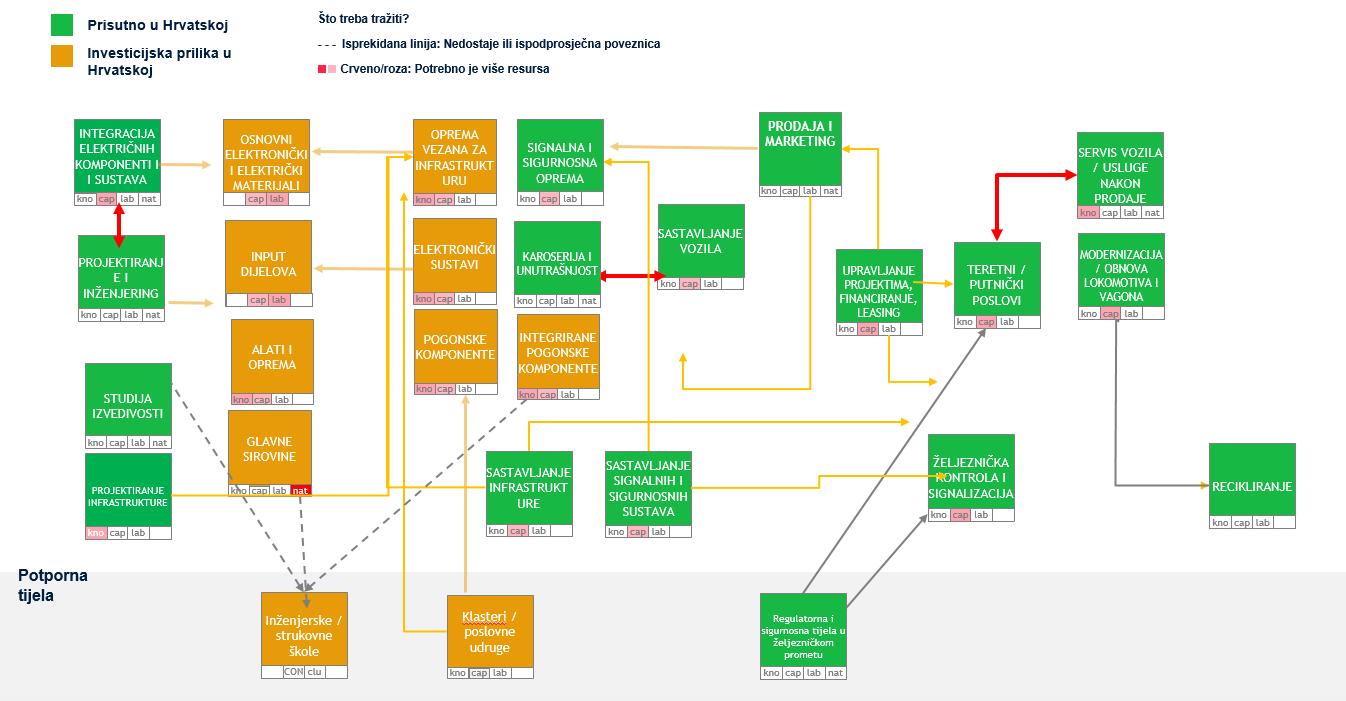 Prisutno u Hrvatskoj
Investicijska prilika u
Hrvatskoj
Što treba tražiti?
--- Isprekidana linija: Nedostaje ili ispodprosječna poveznica
Crveno/roza: Potrebno je više resursa
INTEGRACIJA
ELEKTRIČNIH
KOMPONENTI I
I SUSTAVA
kno cap lab nat
OSNOVNI
ELEKTRONIČKI
I ELEKTRIČKI
MATERIJALI
cap lab
OPREMA
VEZANA ZA
INFRASTRUKT
URU
kno cap lab
SIGNALNA I
SIGURNOSNA
OPREMA
kno cap lab
PRODAJA I
MARKETING
kno cap lab nat
SERVIS VOZILA
/ USLUGE
NAKON
PRODAJE
kno cap lab nat
PROJEKTIRANJ
E I
INŽENJERING
kno cap lab nat
INPUT
DIJELOVA
cap lab
ELEKTRONIČKI
SUSTAVI
kno cap lab
KAROSERIJA I
UNUTRAŠNJOST
kno cap lab nat
SASTAVLJANJE
VOZILA
kno cap lab
UPRAVLJANJE
PROJEKTIMA,
FINANCIRANJE,
LEASING
kno cap lab
TERETNI /
PUTNIČKI
POSLOVI
kno cap lab
MODERNIZACIJA
/ OBNOVA
LOKOMOTIVA I
VAGONA
kno cap lab
ALATI I
OPREMA
kno cap lab
POGONSKE
KOMPONENTE
kno cap lab
INTEGRIRANE
POGONSKE
KOMPONENTE
kno cap lab
STUDIJA
IZVEDIVOSTI
kno cap lab nat
GLAVNE
SIROVINE
kno cap lab nat
PROJEKTIRANJE
INFRASTRUKTURE
kno cap lab
SASTAVLJANJE
INFRASTRUKT
URE
kno cap lab
SASTAVLJANJE
SIGNALNIH I
SIGURNOSNIH
SUSTAVA
kno cap lab
ŽELJEZNIČKA
KONTROLA I
SIGNALIZACIJA
kno cap lab
RECIKLIRANJE
kno cap lab
Potporna
tijela
Inženjerske /
strukovne
škole
CON clu
Klasteri /
poslovne
udruge
kno cap lab
Regulatorna i
sigurnosna tijela u
željezničkom
prometu
kno cap lab nat